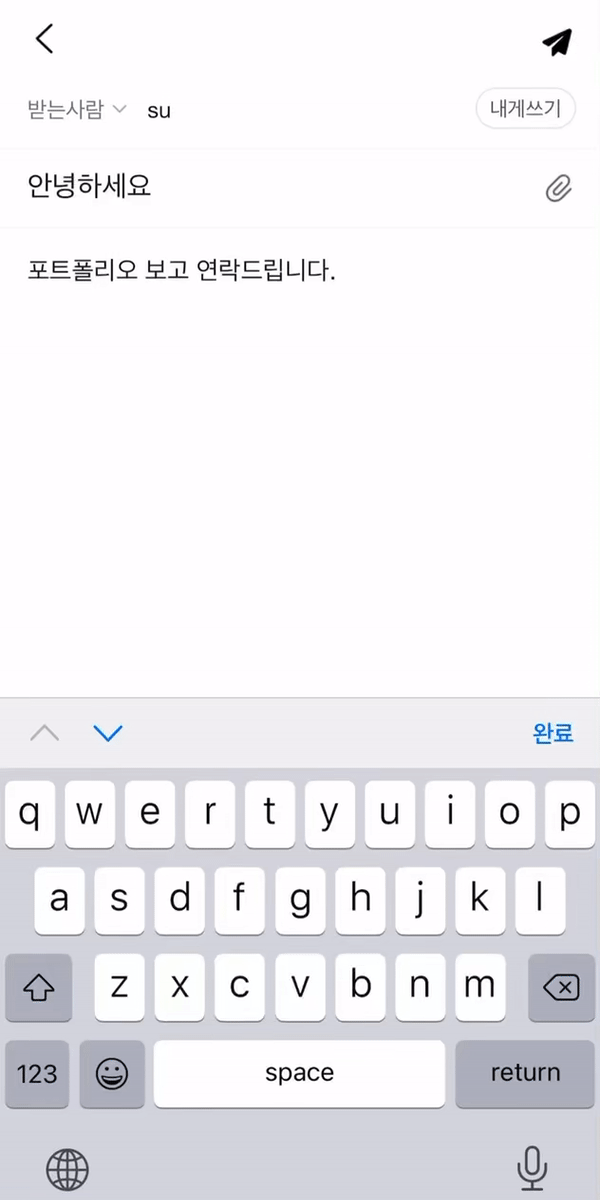 받는사람 su 내게쓰기
안녕하세요
포트폴리오 보고 연락드립니다.
완료
q w e r t y u i o p
a s d f g h j k l
z x c v b n m
123 space return